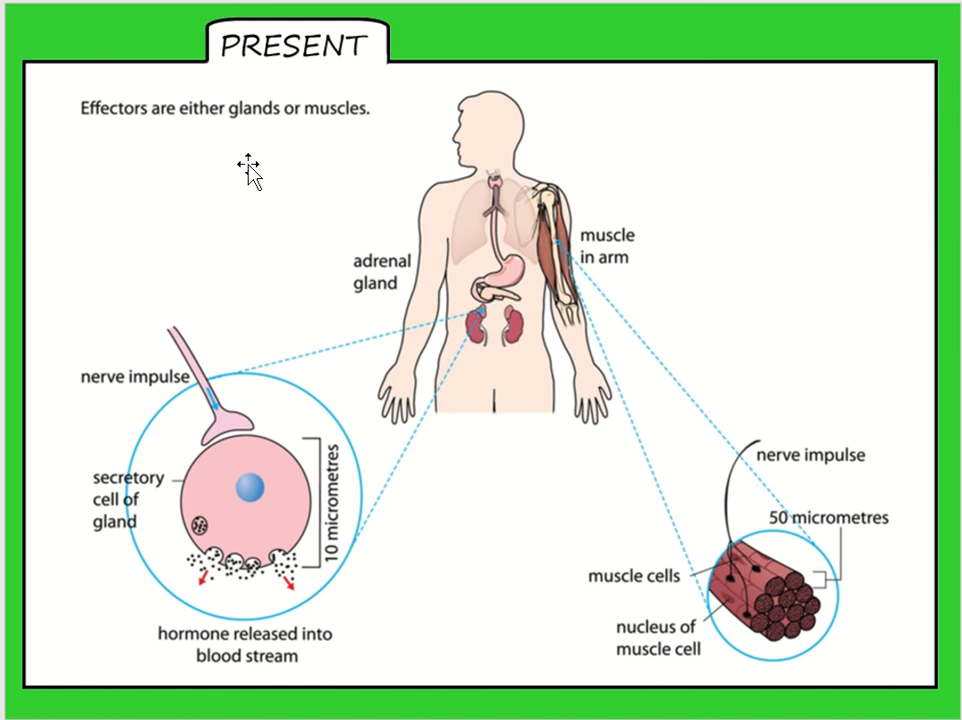 PRESENT
Effectors are either glands or muscles.
muscle
in arm
adrenal
gland
nerve impulse
secretory
cell of
gland
10 micrometres
hormone released into
blood stream
nerve impulse
50 micrometres
muscle cells
nucleus of
muscle cell